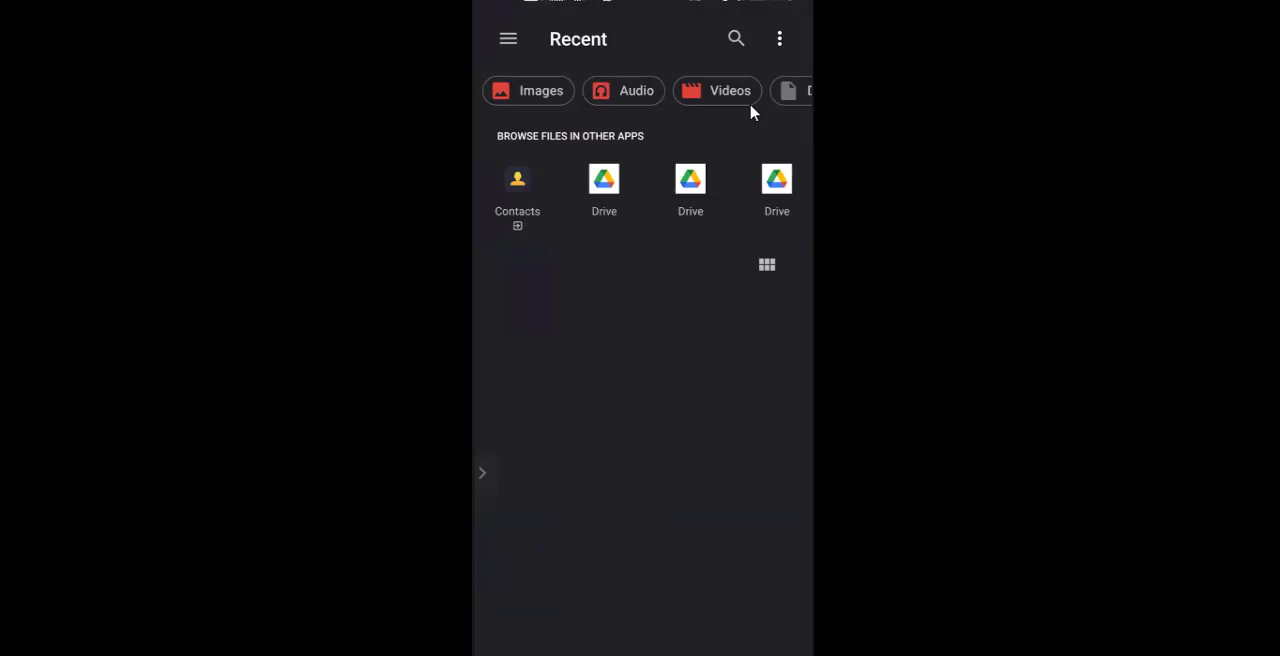 Recent
Images Audio Videos
BROWSE FILES IN OTHER APPS
Contacts Drive Drive Drive